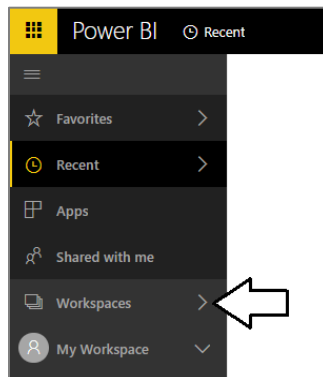 Power BI Recent
Favorites
Recent
Apps
Shared with me
Workspaces
My Workspace